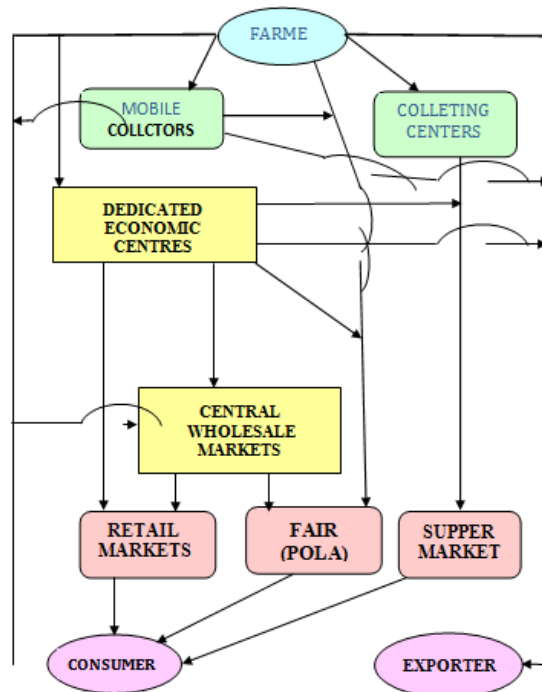 FARME
MOBILE
COLLCTORS
COLLETING
CENTERS
DEDICATED
ECONOMIC
CENTRES
CENTRAL
WHOLESALE
MARKETS
RETAIL
MARKETS
FAIR
(POLA)
SUPPER
MARKET
CONSUMER
EXPORTER